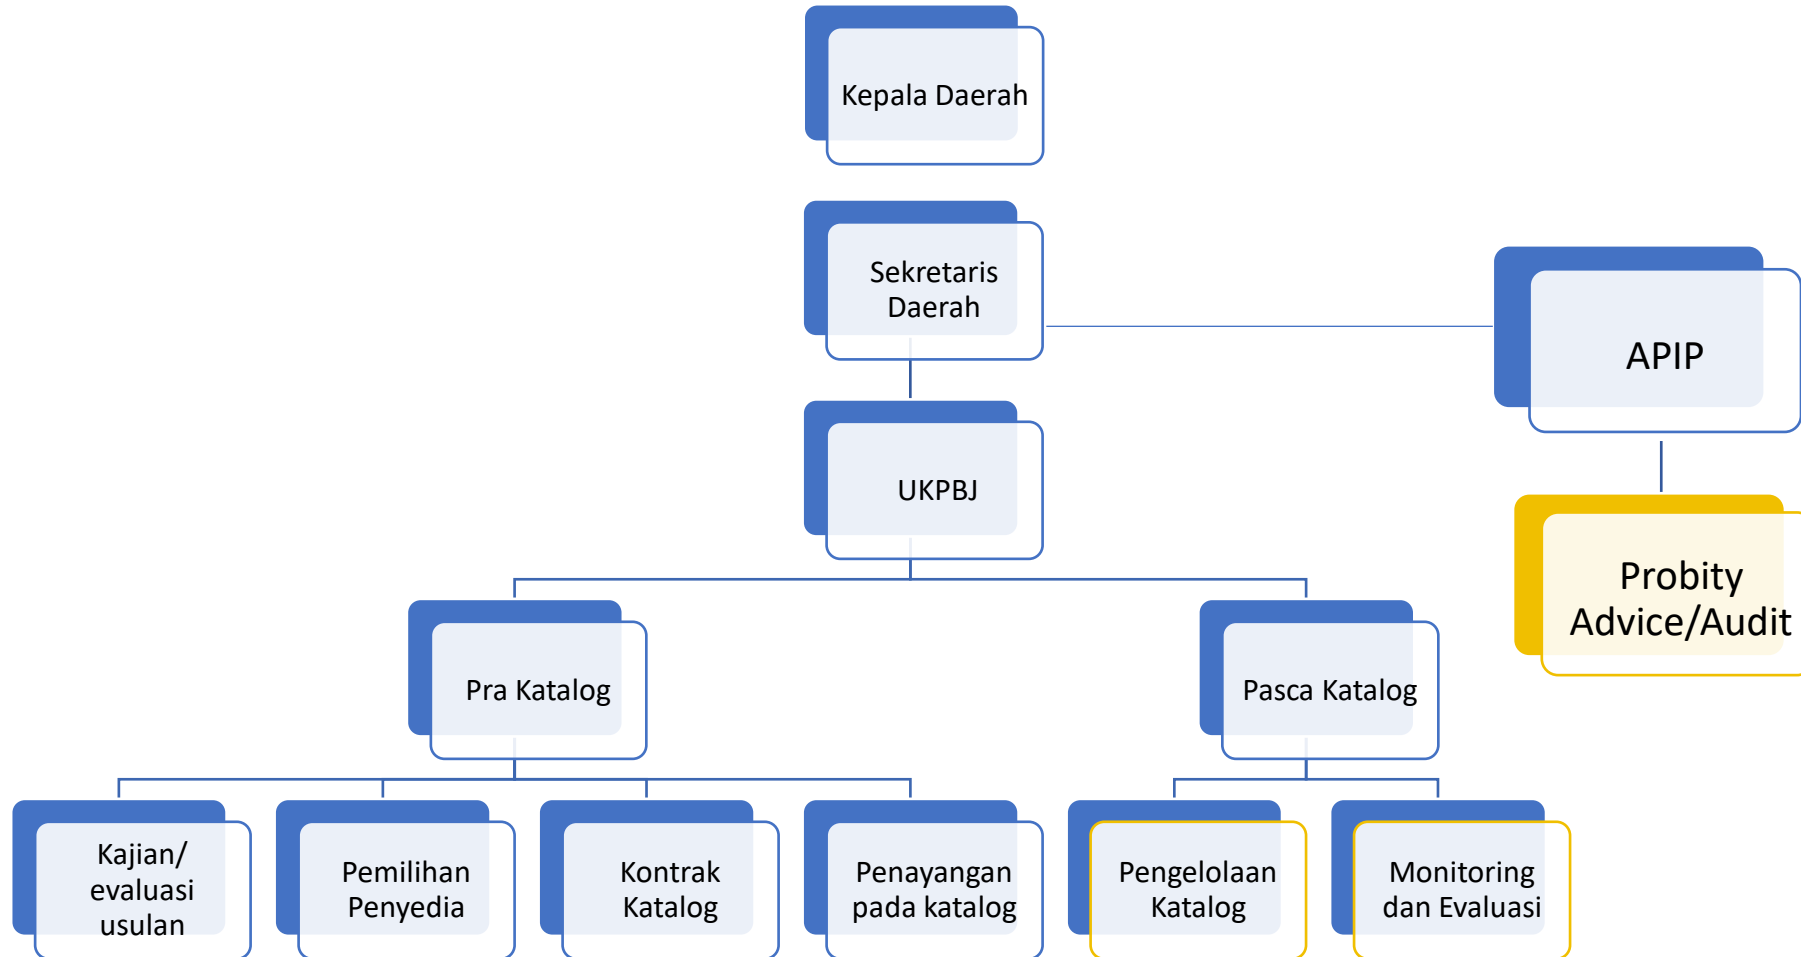 Kepala Daerah
Sekretaris
Daerah
APIP
UKPBJ
Probity
Advice/Audit
Pra Katalog
Pasca Katalog
Kajian/
evaluasi
usulan
Pemilihan
Penyedia
Kontrak
Katalog
Penayangan
pada katalog
Pengelolaan
Katalog
Monitoring
dan Evaluasi